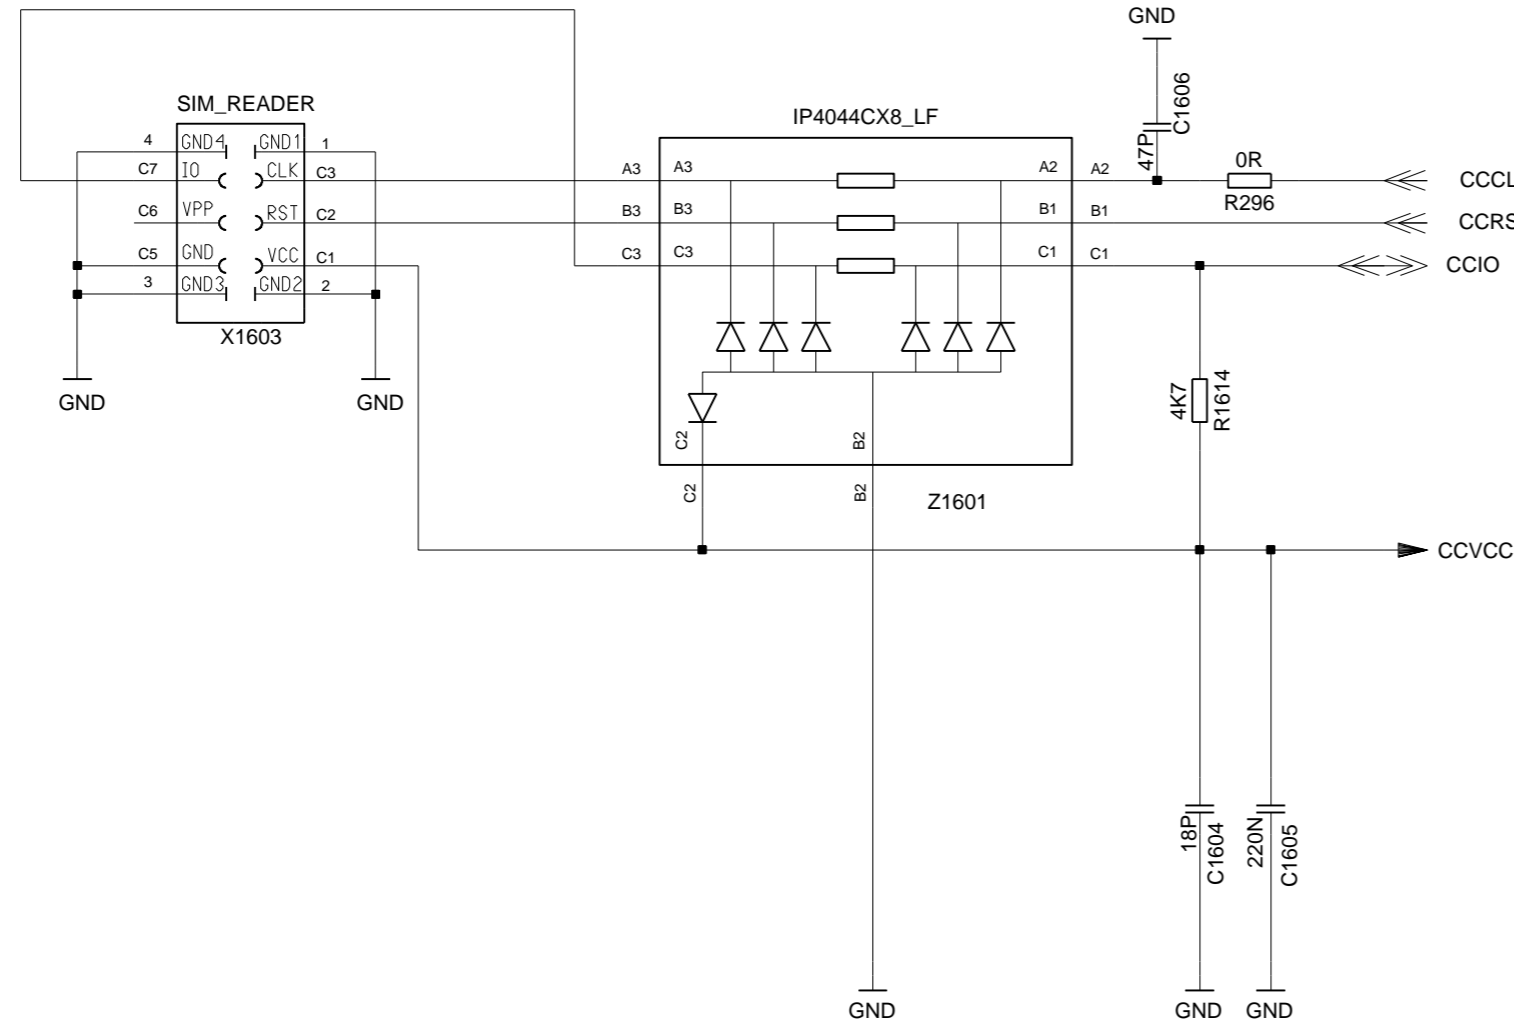 GND
C1606
47P
SIM_READER
IP4044CX8_LF
4 GND4 GND1 1
C7 IO CLK C3
C6 VPP RST C2
C5 GND VCC C1
3 GND3 GND2 2
X1603
GND
GND
A3 A3 A2 A2
B3 B3 B1 B1
C3 C3 C1 C1
0R
R296
CCCL
CCRS
CCIO
4K7
R1614
C2
B2
C2
B2
Z1601
CCVCC
18P
C1604
220N
C1605
GND
GND
GND